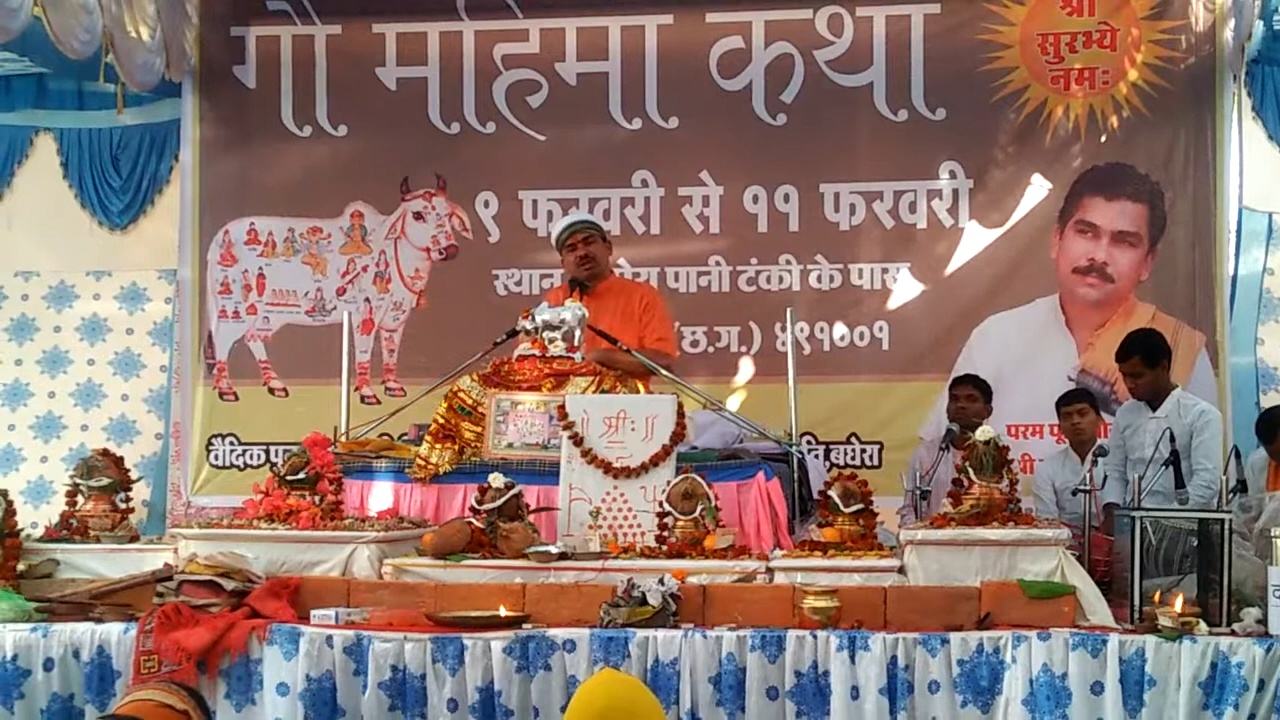 गौ महिमा कथा
श्री
सुरभ्ये
नमः
९ फरवरी से ११ फरवरी
पानी टंकी के पास
(छ.ग.) ४९१००१
वैदिक
बघेरा
परम
॥ श्रीः ॥